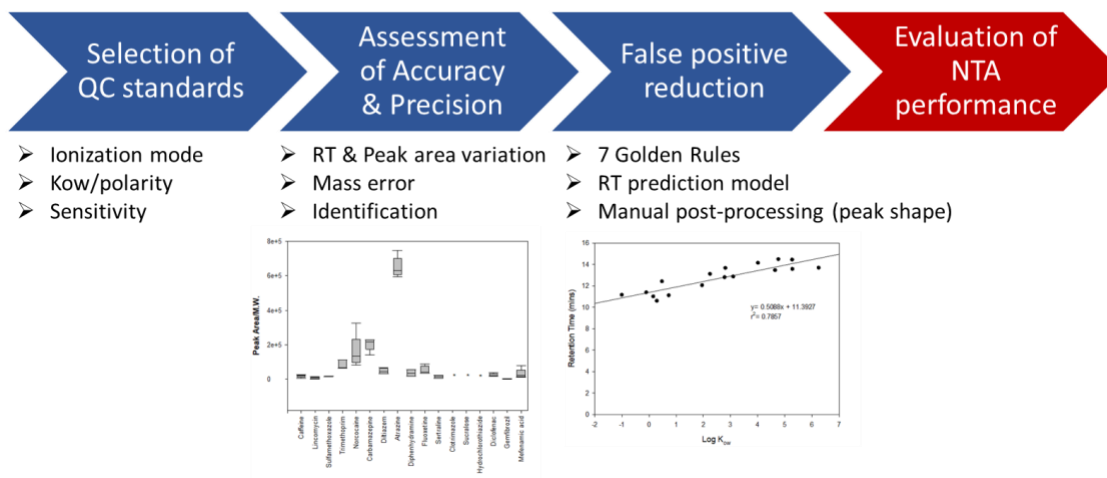 Selection of
QC standards
Assessment
of Accuracy
& Precision
False positive
reduction
Evaluation of
NTA
performance
➢ Ionization mode
➢ Kow/polarity
➢ Sensitivity
➢ RT & Peak area variation
➢ Mass error
➢ Identification
➢ 7 Golden Rules
➢ RT prediction model
➢ Manual post-processing (peak shape)
Peak Area/M.W.
8e+5
6e+5
4e+5
2e+5
0
Caffeine
Lincomycin
Sulfamethoxazole
Trimethoprim
Norcocaine
Carbamazepine
Diltiazem
Atrazine
Diphenhydramine
Fluoxetine
Sertraline
Clotrimazole
Sucralose
Hydrochlorothiazide
Diclofenac
Gemfibrozil
Mefenamic acid
Retention Time (mins)
16
14
12
10
8
6
4
2
0
y= 0.5088x + 11.3927
r²= 0.7857
-2 -1 0 1 2 3 4 5 6 7
Log Kow